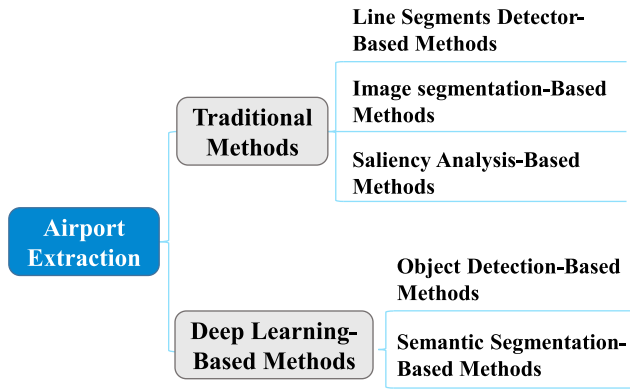 Airport
Extraction
Traditional
Methods
Line Segments Detector-
Based Methods
Image segmentation-Based
Methods
Saliency Analysis-Based
Methods
Deep Learning-
Based Methods
Object Detection-Based
Methods
Semantic Segmentation-
Based Methods